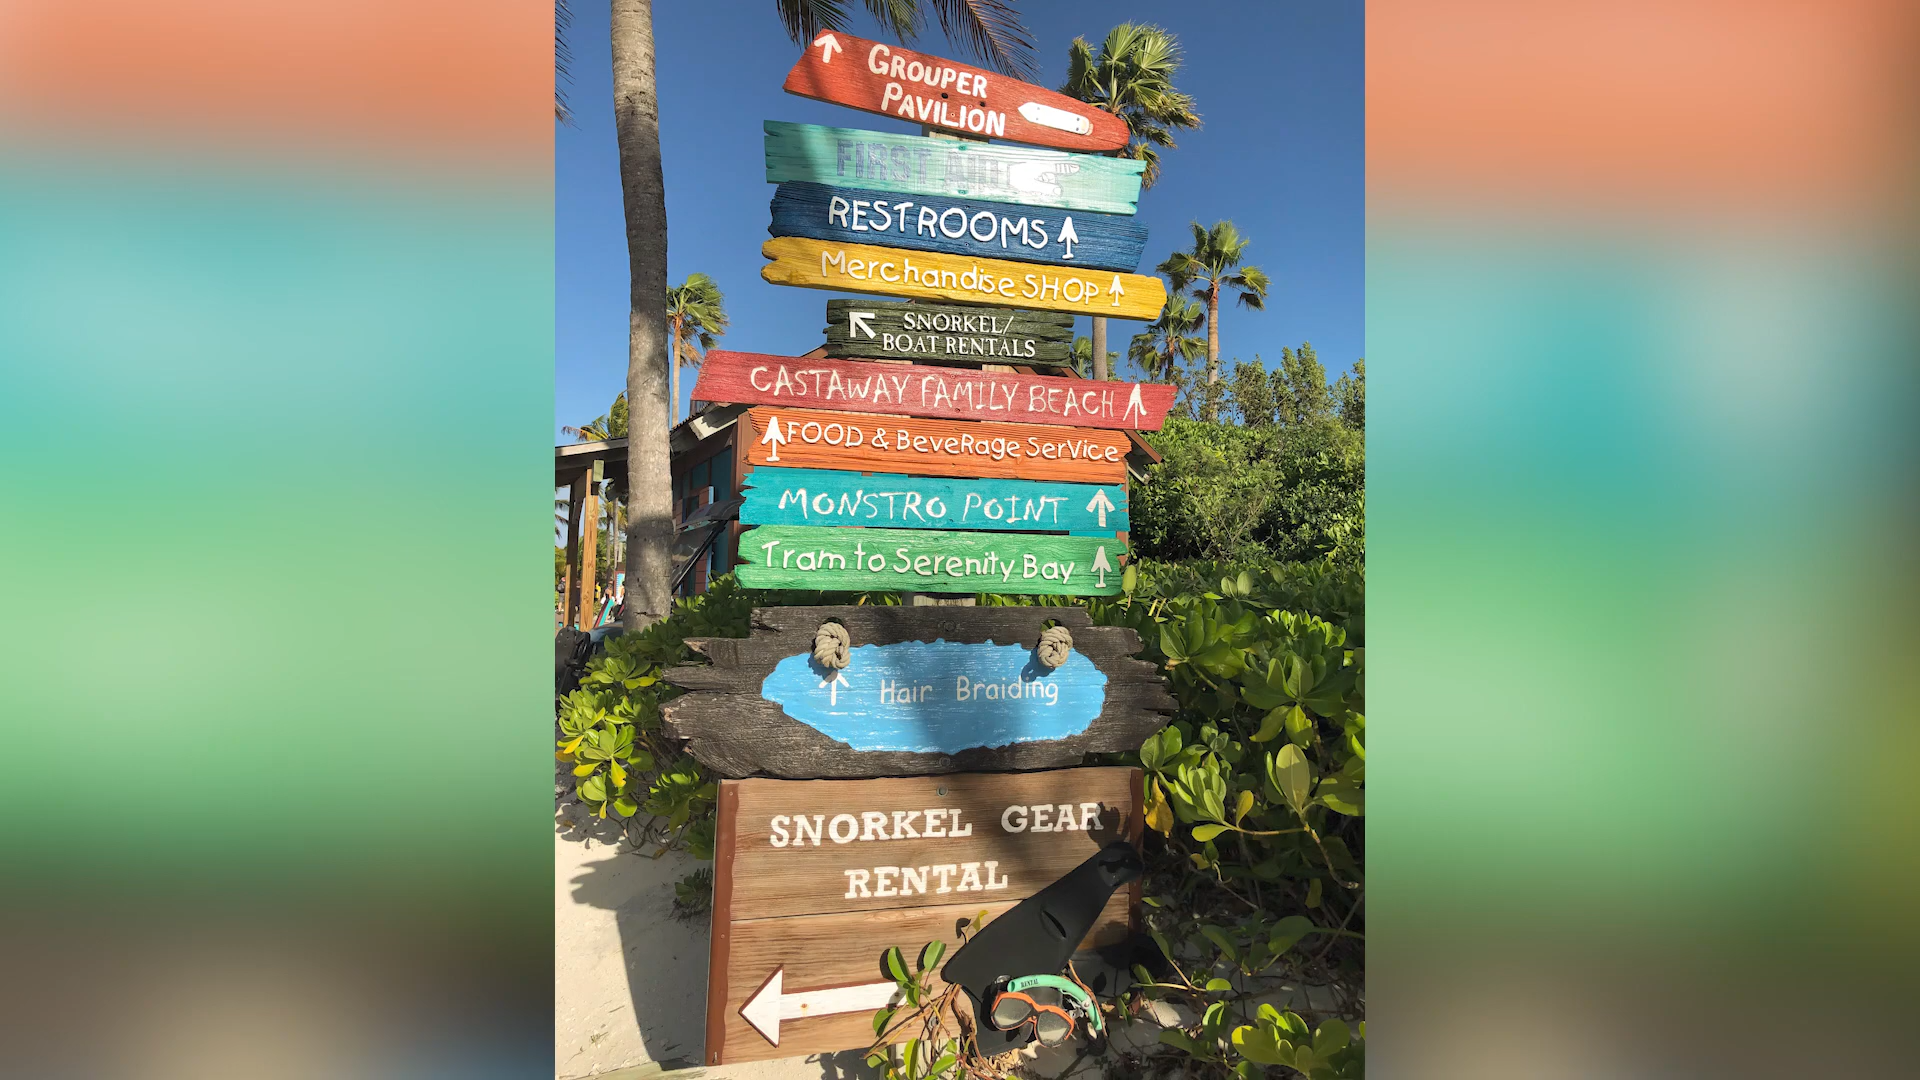 GROUPER
PAVILION
FIRST AID
RESTROOMS
Merchandise SHOP
SNORKEL/
BOAT RENTALS
CASTAWAY FAMILY BEACH
FOOD & BeveRage SerVice
MONSTRO POINT
Tram to Serenity Bay
Hair Braiding
SNORKEL GEAR
RENTAL
RENTAL